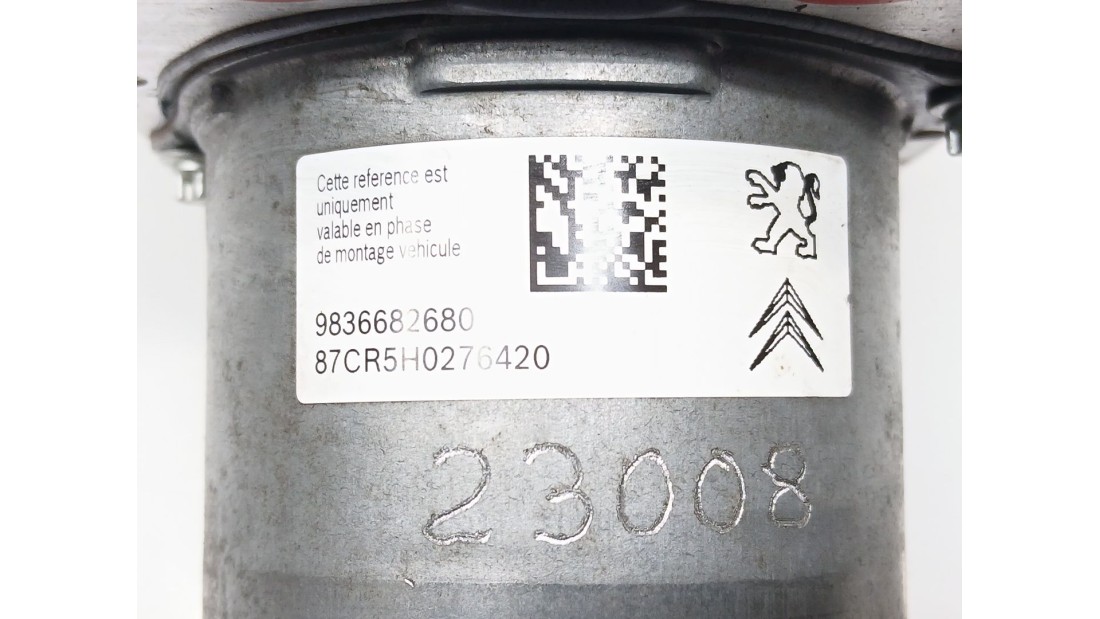 Cette reference est
uniquement
valable en phase
de montage vehicule
9836682680
87CR5H0276420
23008